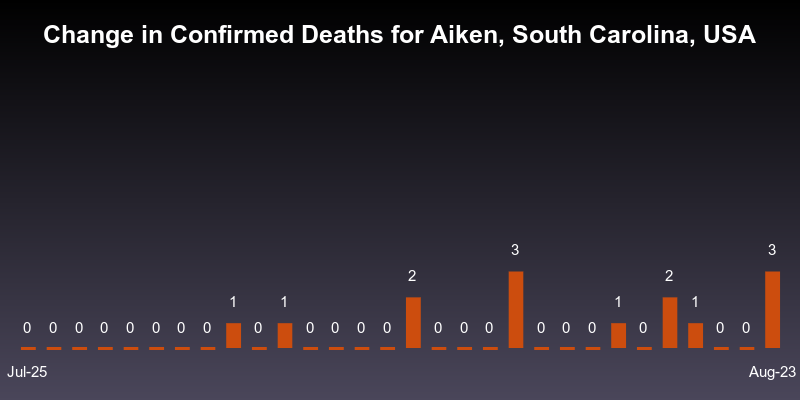 Change in Confirmed Deaths for Aiken, South Carolina, USA
0 0 0 0 0 0 0 0 1 0 1 0 0 0 0 2 0 0 0 3 0 0 0 1 0 2 1 0 0 3
Jul-25 Aug-23